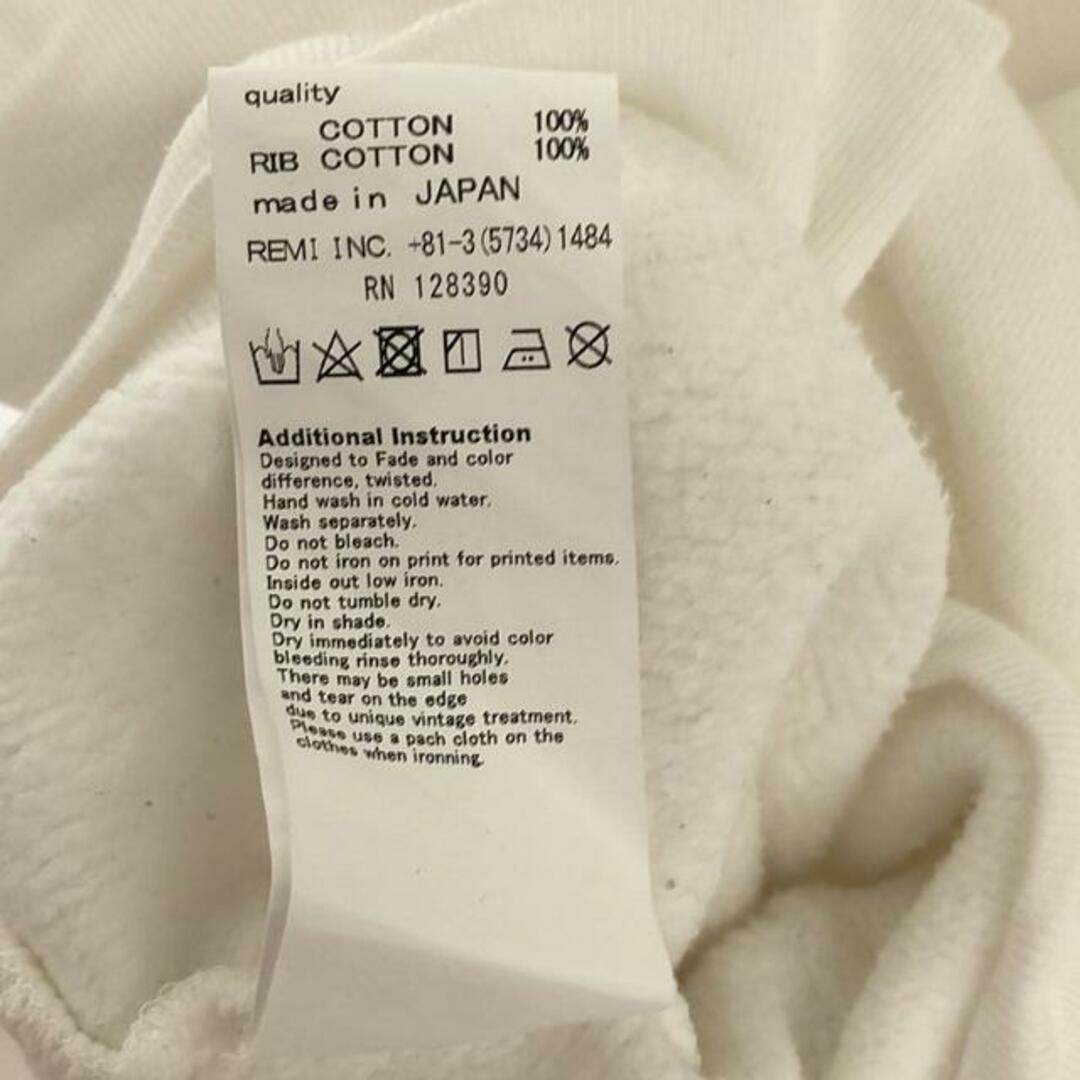 quality
COTTON 100%
RIB COTTON 100%
made in JAPAN
REMI INC. +81-3(5734)1484
RN 128390
Additional Instruction
Designed to Fade and color
difference, twisted.
Hand wash in cold water.
Wash separately.
Do not bleach.
Do not iron on print for printed items.
Inside out low iron.
Do not tumble dry.
Dry in shade.
Dry immediately to avoid color
bleeding rinse thoroughly.
There may be small holes
and tear on the edge
due to unique vintage treatment.
Please use a pach cloth on the
clothes when ironning.